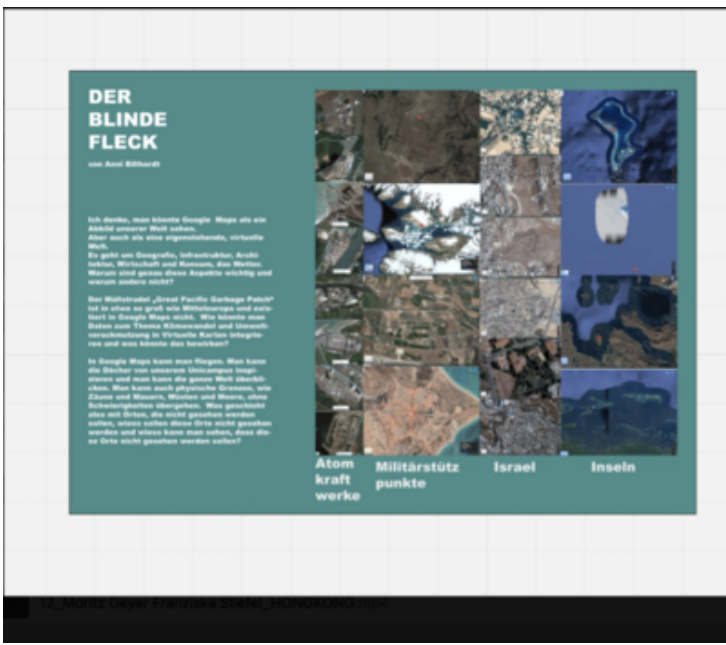 DER
BLINDE
FLECK
von Anni Billhardt
Ich denke, man könnte Google Maps als ein
Abbild unserer Welt sehen.
Aber auch als eine eigenstehende, virtuelle
Welt.
Es geht um Geografie, Infrastruktur, Archi-
tektur, Wirtschaft und Konsum, das Wetter.
Warum sind genau diese Aspekte wichtig und
warum andere nicht?
Der Müllstrudel „Great Pacific Garbage Patch“
ist in etwa so groß wie Mitteleuropa und exis-
tiert in Google Maps nicht. Wie könnte man
Daten zum Thema Klimawandel und Umwelt-
verschmutzung in Virtuelle Karten integrie-
ren und was könnte das bewirken?
In Google Maps kann man fliegen. Man kann
die Dächer von unserem Unicampus inspi-
zieren und man kann die ganze Welt überbli-
cken. Man kann auch physische Grenzen, wie
Zäune und Mauern, Wüsten und Meere, ohne
Schwierigkeiten übergehen. Was geschieht
also mit Orten, die nicht gesehen werden
sollen, wieso sollen diese Orte nicht gesehen
werden und wieso kann man sehen, dass die-
se Orte nicht gesehen werden sollen?
Atom
kraft
werke
Militärstütz
punkte
Israel
Inseln
12_Moritz Geyer Franziska Stiefel_HONGKONG.mp4